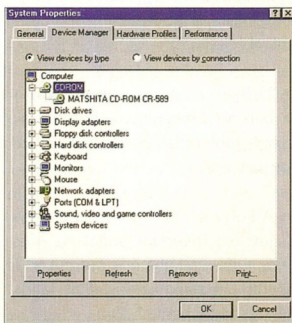 System Properties
General Device Manager Hardware Profiles Performance
View devices by type View devices by connection
Computer
CDROM
MATSHITA CD-ROM CR-589
Disk drives
Display adapters
Floppy disk controllers
Hard disk controllers
Keyboard
Monitors
Mouse
Network adapters
Ports (COM & LPT)
Sound, video and game controllers
System devices
Properties Refresh Remove Print...
OK Cancel